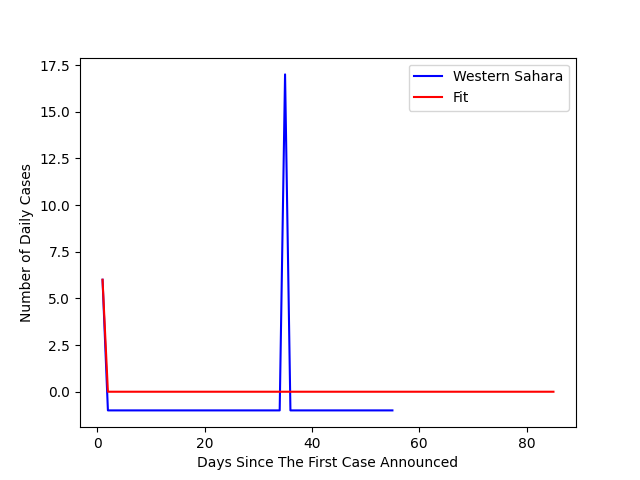 Western Sahara
Fit
17.5
15.0
12.5
10.0
7.5
5.0
2.5
0.0
Number of Daily Cases
0 20 40 60 80
Days Since The First Case Announced